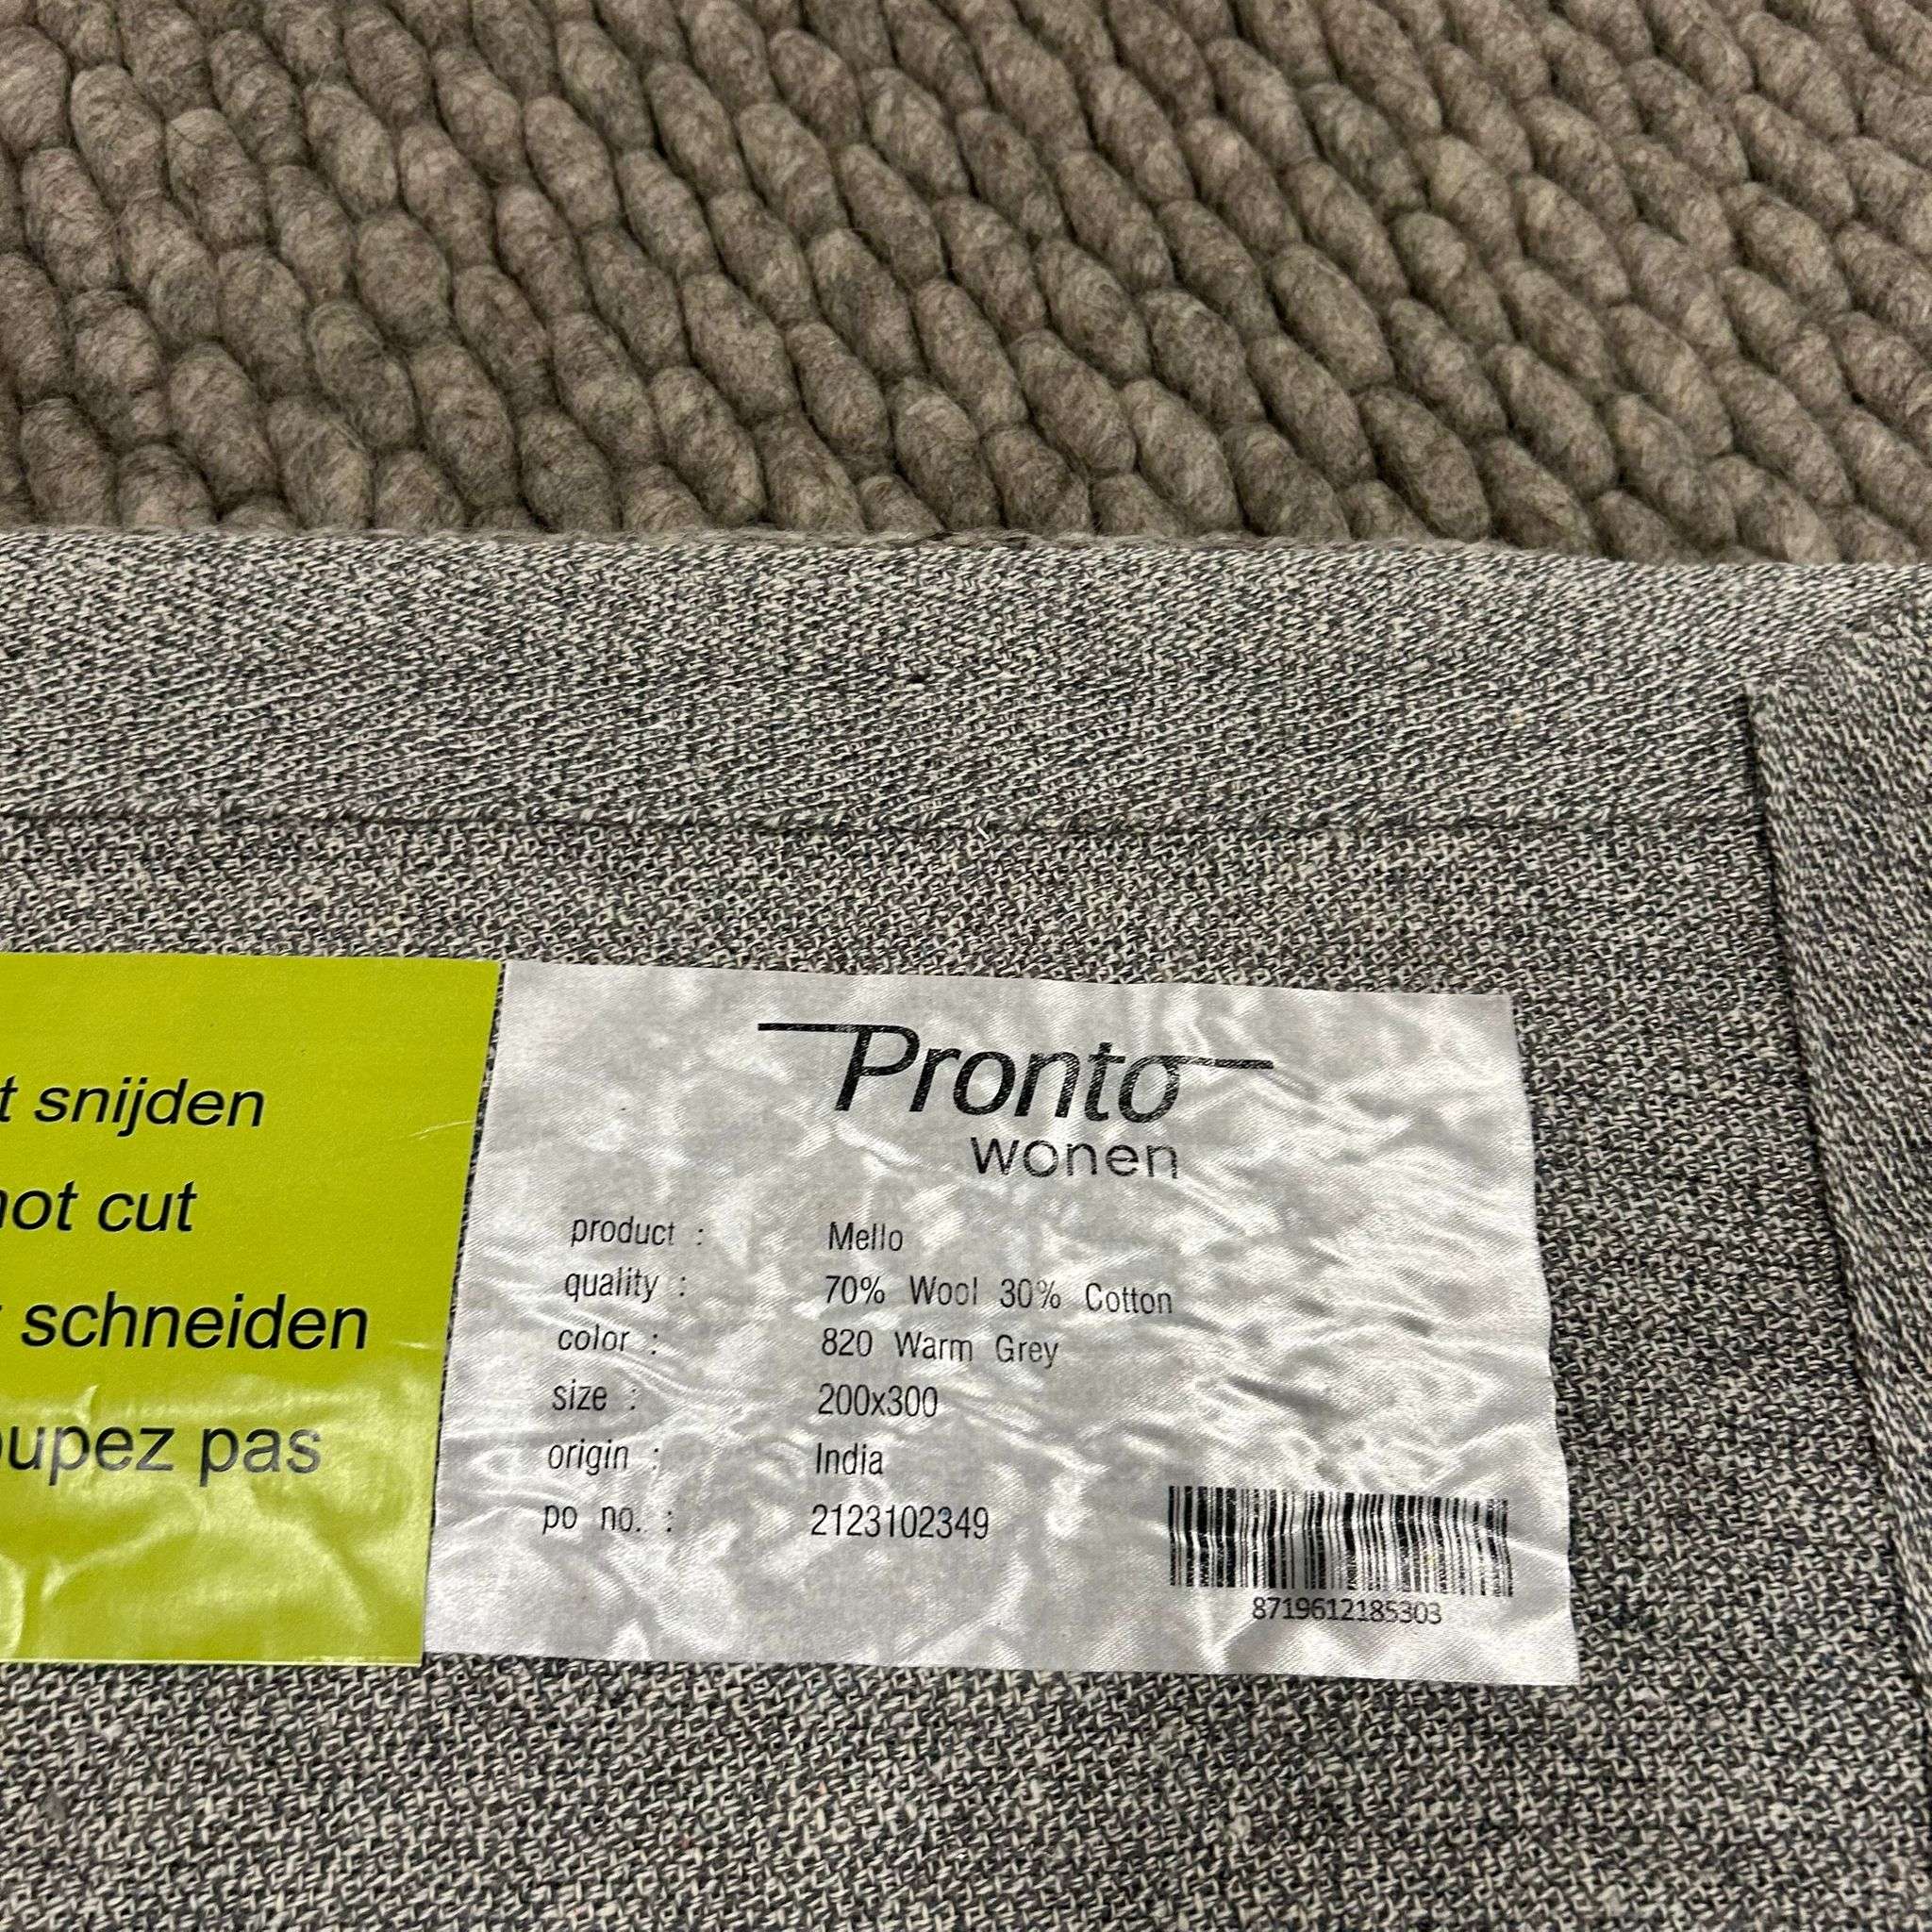 snijden
not cut
schneiden
pas
Pronto
wonen
product : Mello
quality : 70% Wool 30% Cotton
color : 820 Warm Grey
size : 200x300
origin : India
po no. : 2123102349
8719612185303